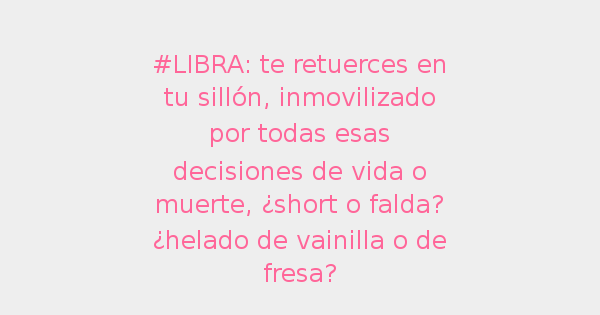 #LIBRA: te retuerces en
tu sillón, inmovilizado
por todas esas
decisiones de vida o
muerte, ¿short o falda?
¿helado de vainilla o de
fresa?